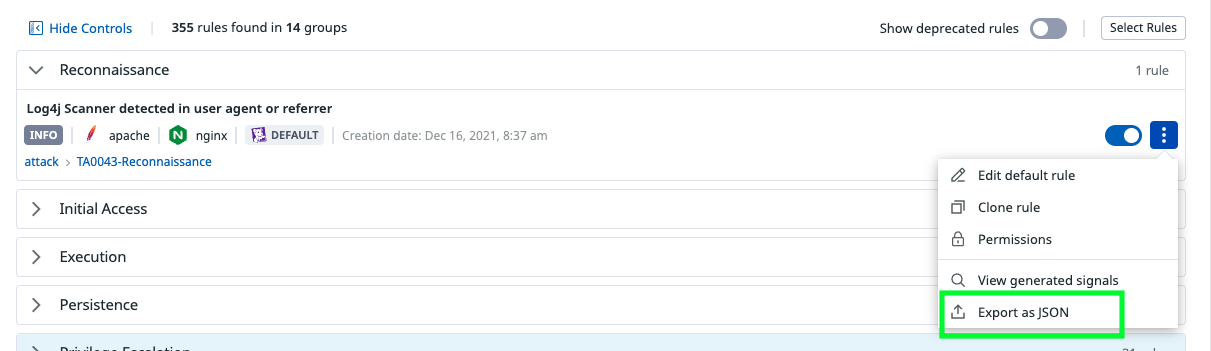 Hide Controls 355 rules found in 14 groups Show deprecated rules Select Rules
Reconnaissance 1 rule
Log4j Scanner detected in user agent or referrer
INFO apache nginx DEFAULT Creation date: Dec 16, 2021, 8:37 am
attack > TA0043-Reconnaissance
Edit default rule
Clone rule
Permissions
View generated signals
Export as JSON
Initial Access
Execution
Persistence
Privilege Escalation